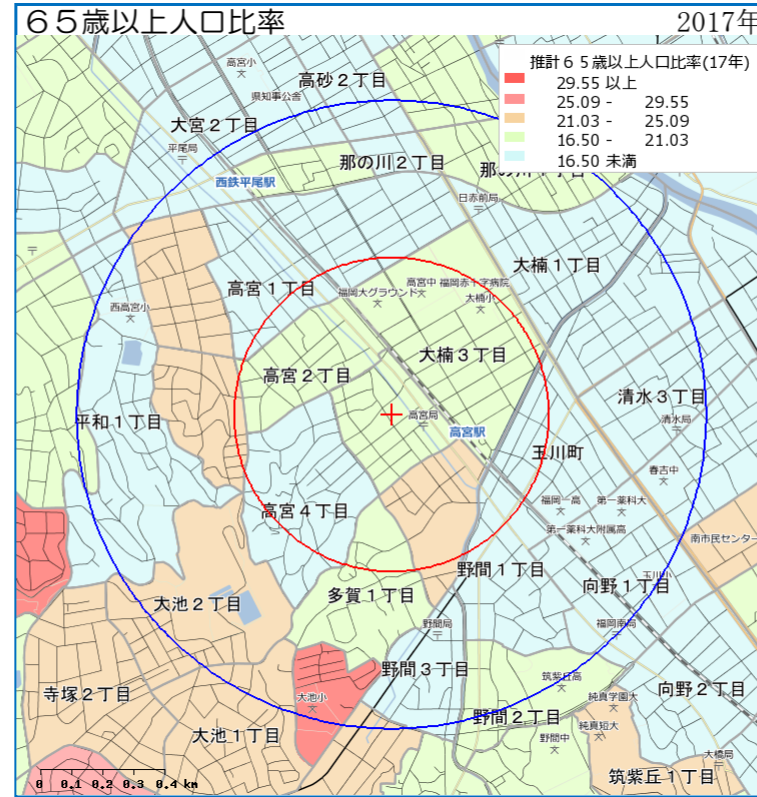 65歳以上人口比率
2017年
推計65歳以上人口比率(17年)
29.55 以上
25.09 - 29.55
21.03 - 25.09
16.50 - 21.03
16.50 未満
高宮小
県知事公舎
高砂2丁目
大宮2丁目
平尾局
那の川2丁目
西鉄平尾駅
日赤前局
大楠1丁目
高宮1丁目
高宮中
福岡赤十字病院
福岡大グラウンド
大楠小
西高宮小
大楠3丁目
高宮2丁目
清水3丁目
高宮局
清水局
平和1丁目
高宮駅
玉川町
春吉中
福岡一高
第一薬科大
高宮4丁目
第一薬科大附属高
南市民センター
野間1丁目
玉川小
向野1丁目
多賀1丁目
大池2丁目
野間局
福岡南局
野間3丁目
筑紫丘高
向野2丁目
寺塚2丁目
大池小
純真学園大
野間2丁目
純真短大
大池1丁目
野間中
大橋局
筑紫丘1丁目
0 0.1 0.2 0.3 0.4 km